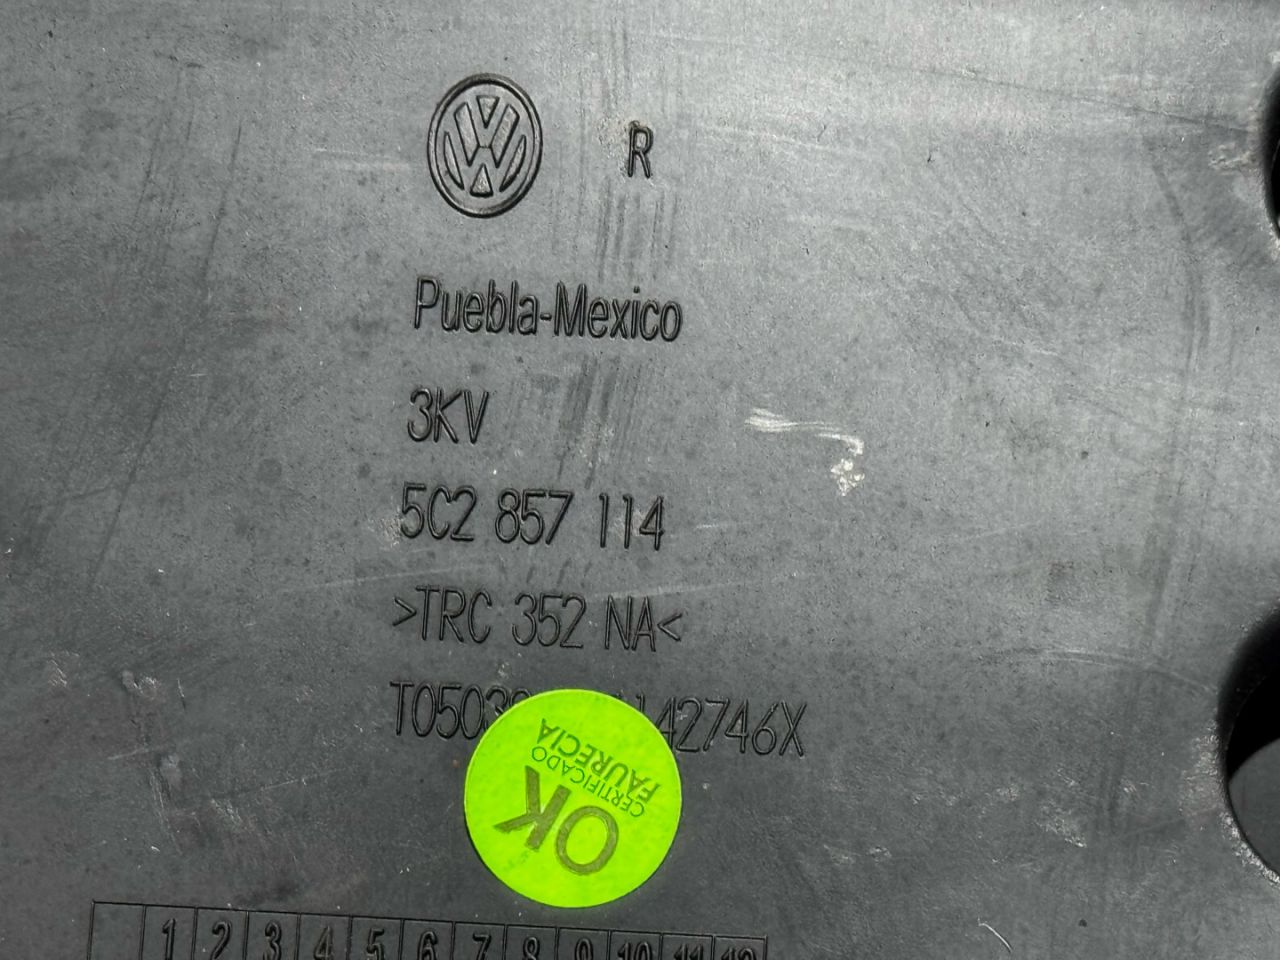 R
Puebla-Mexico
3KV
5C2 857 114
>TRC 352 NA<
OK
CERTIFICADO
FAURECIA
1 2 3 4 5 6 7 8 9 10 11 12